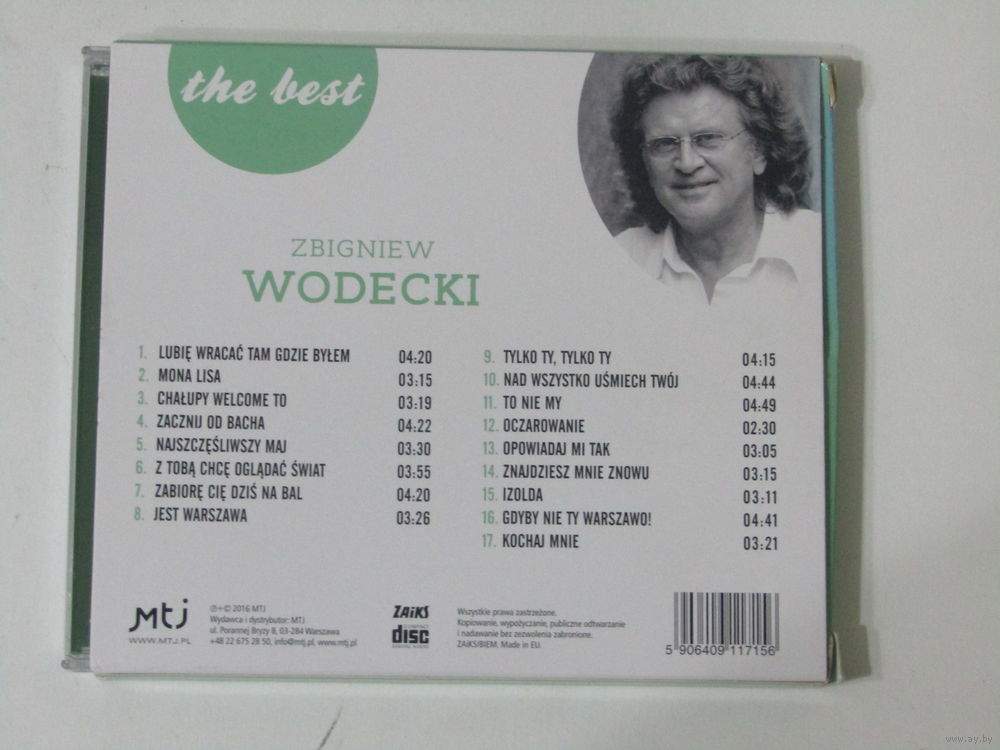 the best
ZBIGNIEW
WODECKI
1. LUBIĘ WRACAĆ TAM GDZIE BYŁEM 04:20
2. MONA LISA 03:15
3. CHAŁUPY WELCOME TO 03:19
4. ZACZNIJ OD BACHA 04:22
5. NAJSZCZĘŚLIWSZY MAJ 03:30
6. Z TOBĄ CHCĘ OGLĄDAĆ ŚWIAT 03:55
7. ZABIORĘ CIĘ DZIŚ NA BAL 04:20
8. JEST WARSZAWA 03:26
9. TYLKO TY, TYLKO TY 04:15
10. NAD WSZYSTKO UŚMIECH TWÓJ 04:44
11. TO NIE MY 04:49
12. OCZAROWANIE 02:30
13. OPOWIADAJ MI TAK 03:05
14. ZNAJDZIESZ MNIE ZNOWU 03:15
15. IZOLDA 03:11
16. GDYBY NIE TY WARSZAWO! 04:41
17. KOCHAJ MNIE 03:21
mtj
WWW.MTJ.PL
℗+© 2016 MTJ
Wydawca i dystrybutor: MTJ
ul. Porannej Bryzy 8, 03-284 Warszawa
+48 22 675 28 50, info@mtj.pl, www.mtj.pl
ZAiKS
COMPACT
disc
DIGITAL AUDIO
Wszystkie prawa zastrzeżone.
Kopiowanie, wypożyczanie, publiczne odtwarzanie
i nadawanie bez zezwolenia zabronione.
ZAiKS/BIEM. Made in EU.
5 906409 117156
www.ay.by